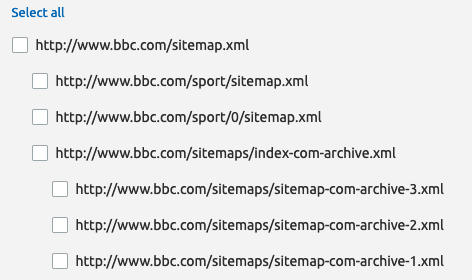 Select all
http://www.bbc.com/sitemap.xml
http://www.bbc.com/sport/sitemap.xml
http://www.bbc.com/sport/0/sitemap.xml
http://www.bbc.com/sitemaps/index-com-archive.xml
http://www.bbc.com/sitemaps/sitemap-com-archive-3.xml
http://www.bbc.com/sitemaps/sitemap-com-archive-2.xml
http://www.bbc.com/sitemaps/sitemap-com-archive-1.xml